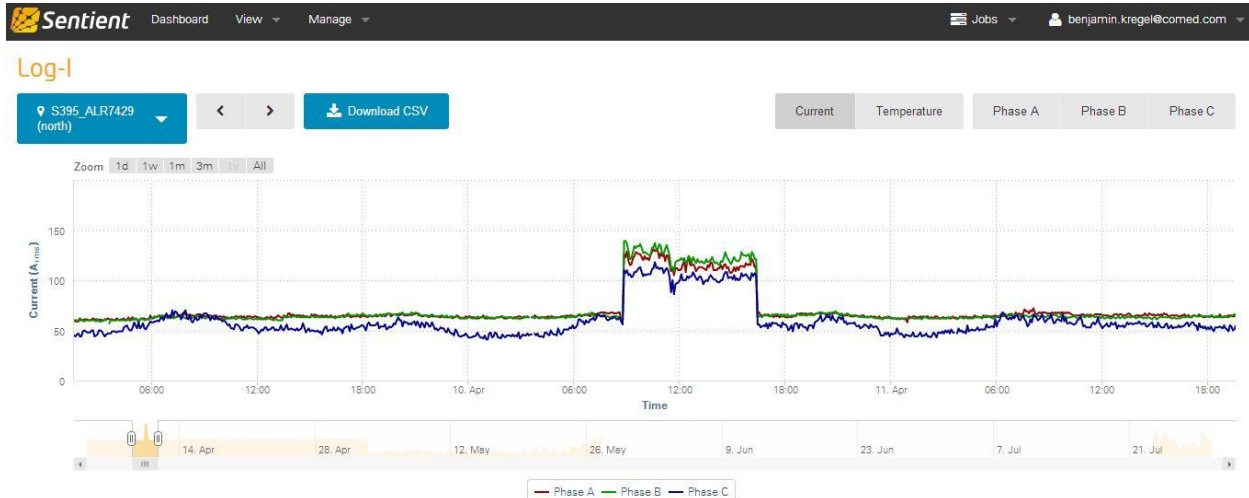 Sentient Dashboard View Manage Jobs benjamin.kregel@comed.com
Log-I
S395_ALR7429
(north)
< > Download CSV Current Temperature Phase A Phase B Phase C
Zoom 1d 1w 1m 3m 1y All
150
100
50
0
Current (A rms)
06:00 12:00 18:00 10. Apr 06:00 12:00 18:00 11. Apr 06:00 12:00 18:00
Time
14. Apr 28. Apr 12. May 26. May 9. Jun 23. Jun 7. Jul 21. Jul
Phase A Phase B Phase C